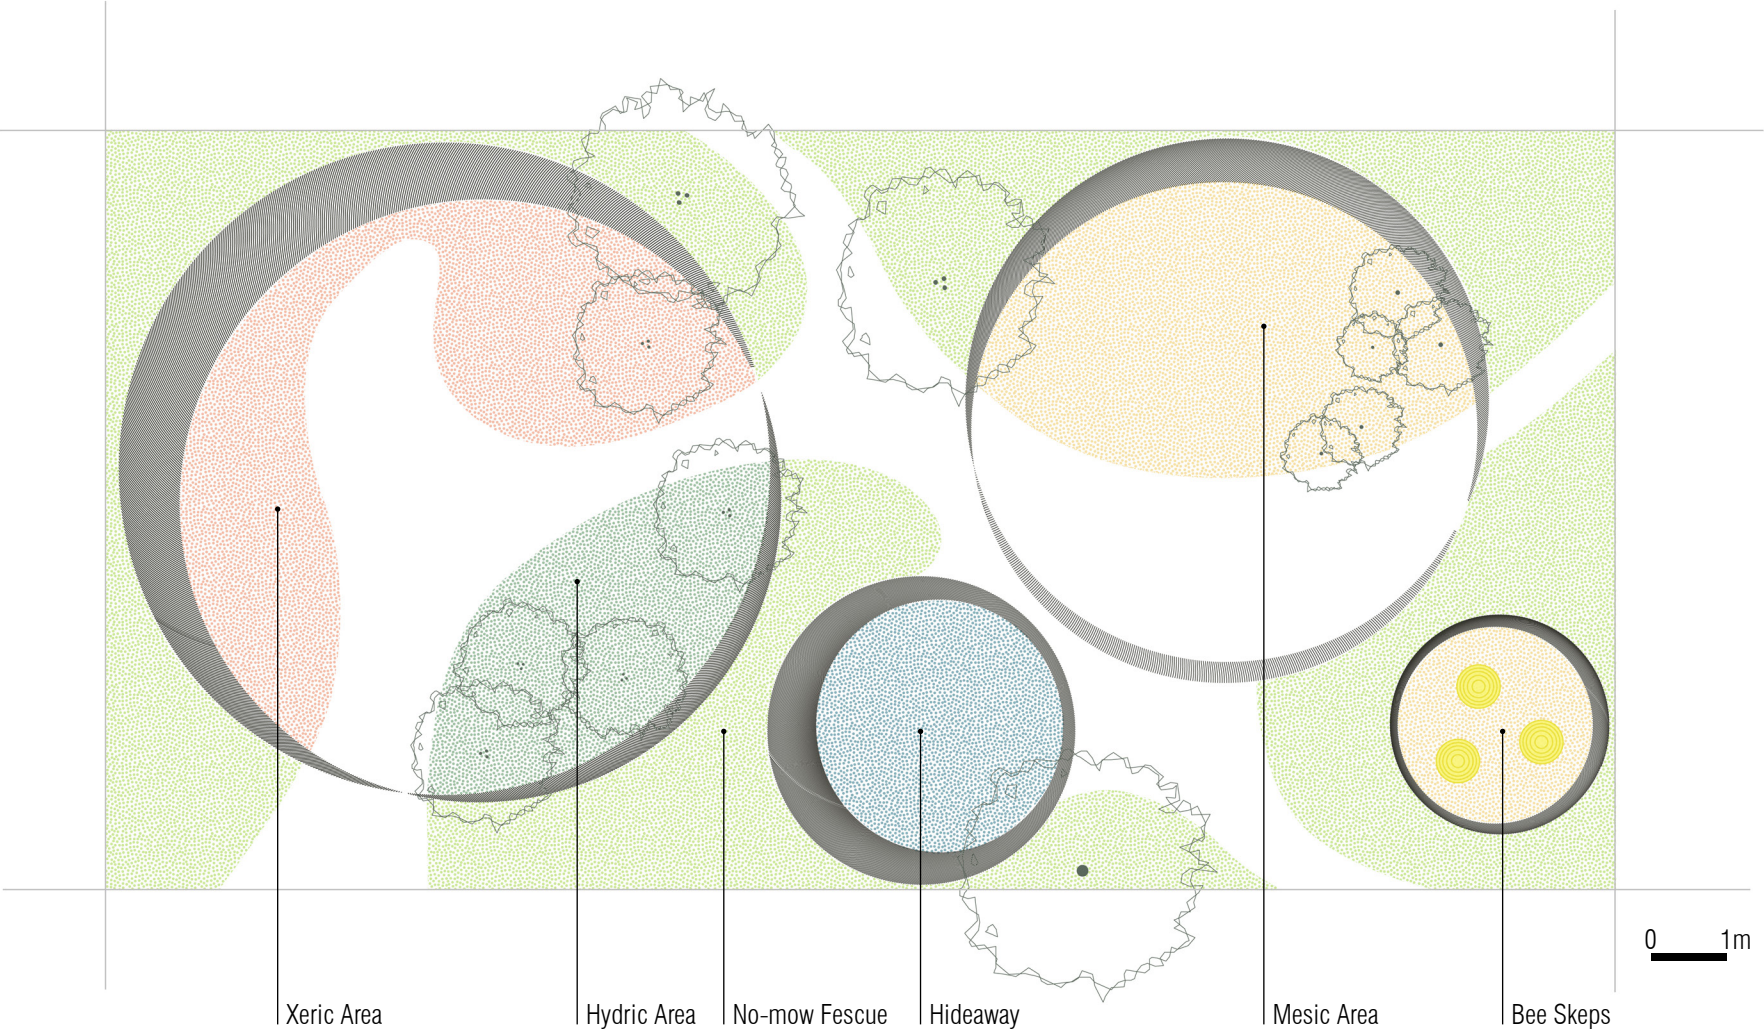 0 1m
Xeric Area
Hydric Area
No-mow Fescue
Hideaway
Mesic Area
Bee Skeps